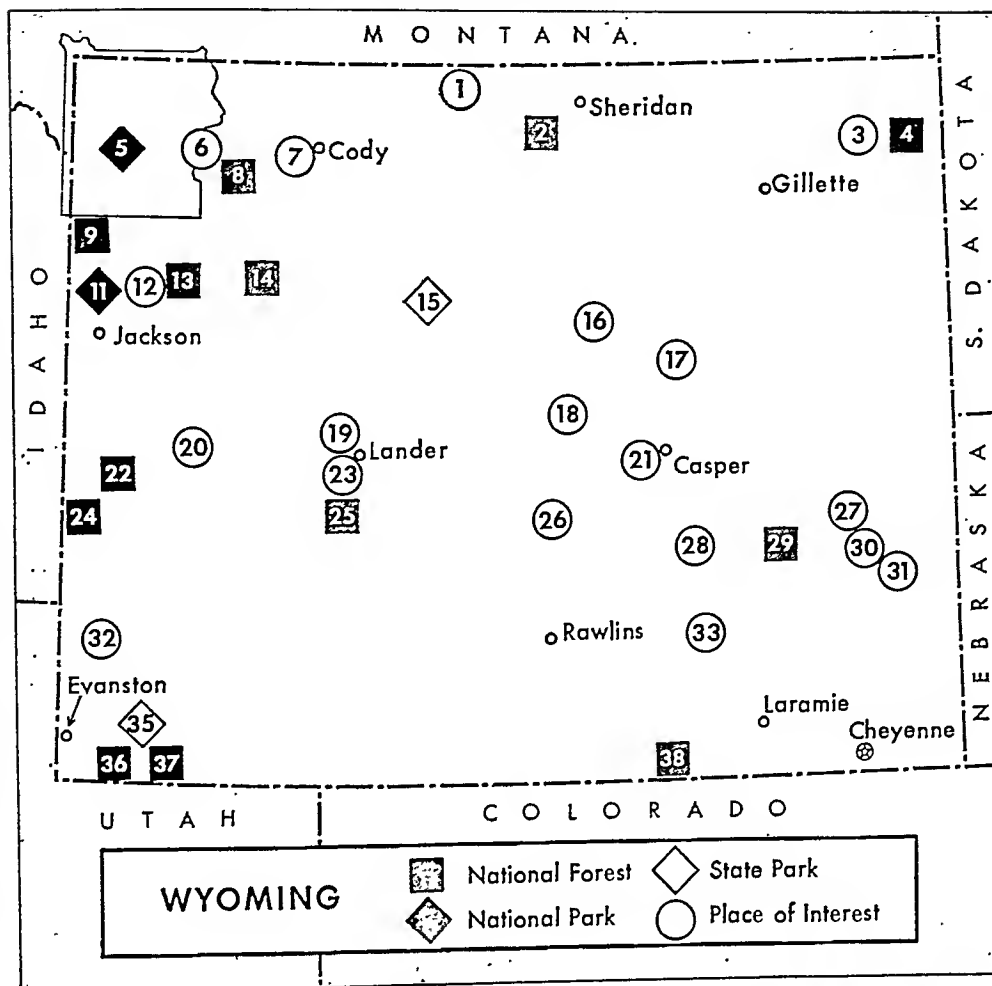 MONTANA.
1
Sheridan
2
3
4
5
6
7
Cody
8
Gillette
S. DAKOTA
9
IDAHO
11
12
13
14
15
Jackson
16
17
18
19
20
Lander
21
Casper
22
23
24
25
26
27
28
29
30
31
NEBRASKA
32
Rawlins
33
Evanston
35
Laramie
Cheyenne
36
37
38
UTAH
COLORADO
WYOMING
National Forest
State Park
National Park
Place of Interest